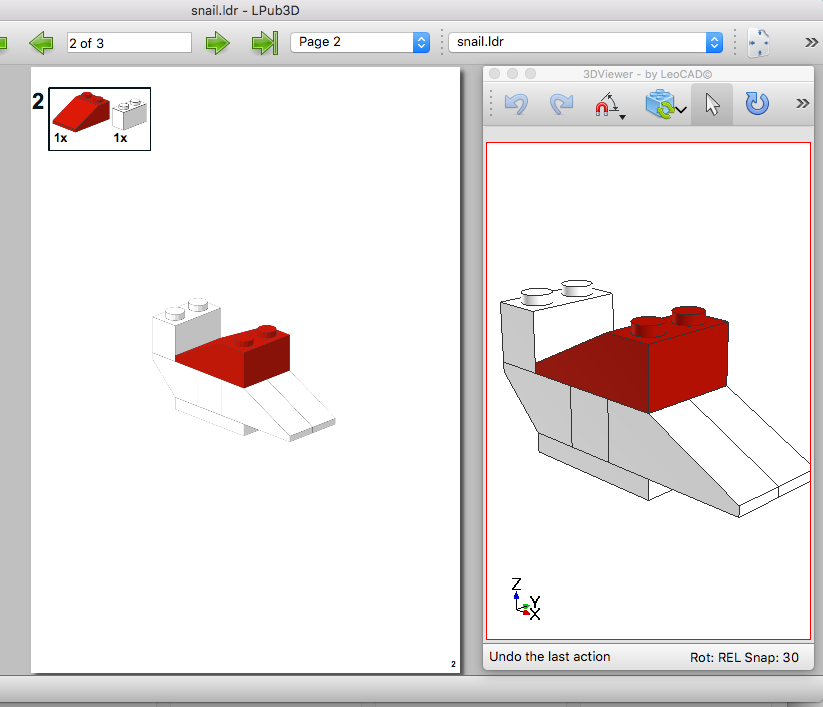 snail.ldr - LPub3D
2 of 3
Page 2
snail.ldr
»
3DViewer - by LeoCAD©
»
2
1x
1x
Z
Y
X
2
Undo the last action
Rot: REL Snap: 30